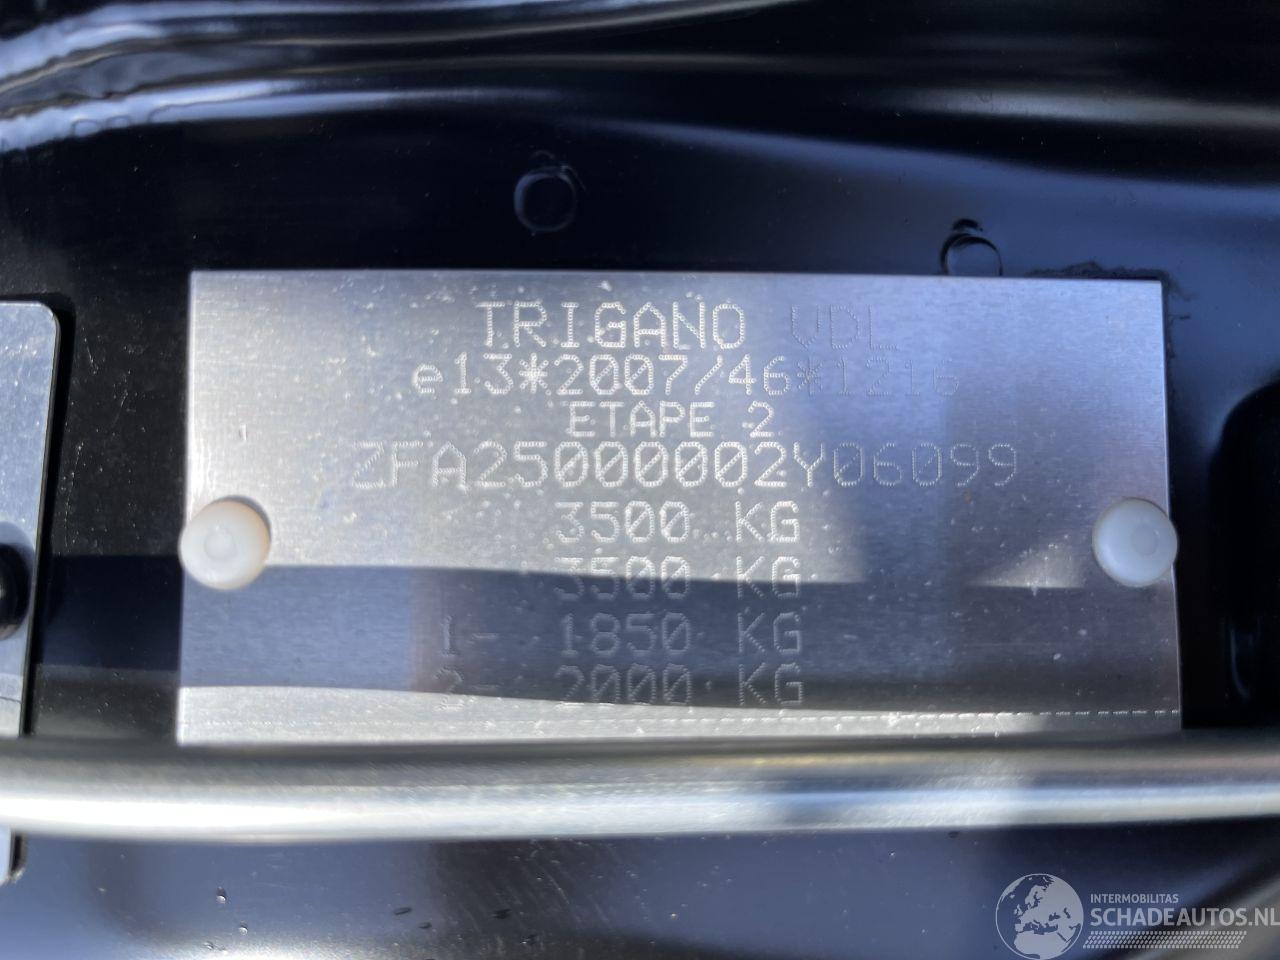 TRIGANO VDL
e13*2007/46*1216
ETAPE 2
ZFA25000002Y06099
3500 KG
3500 KG
1- 1850 KG
2- 2000 KG
INTERMOBILITAS
SCHADEAUTOS.NL